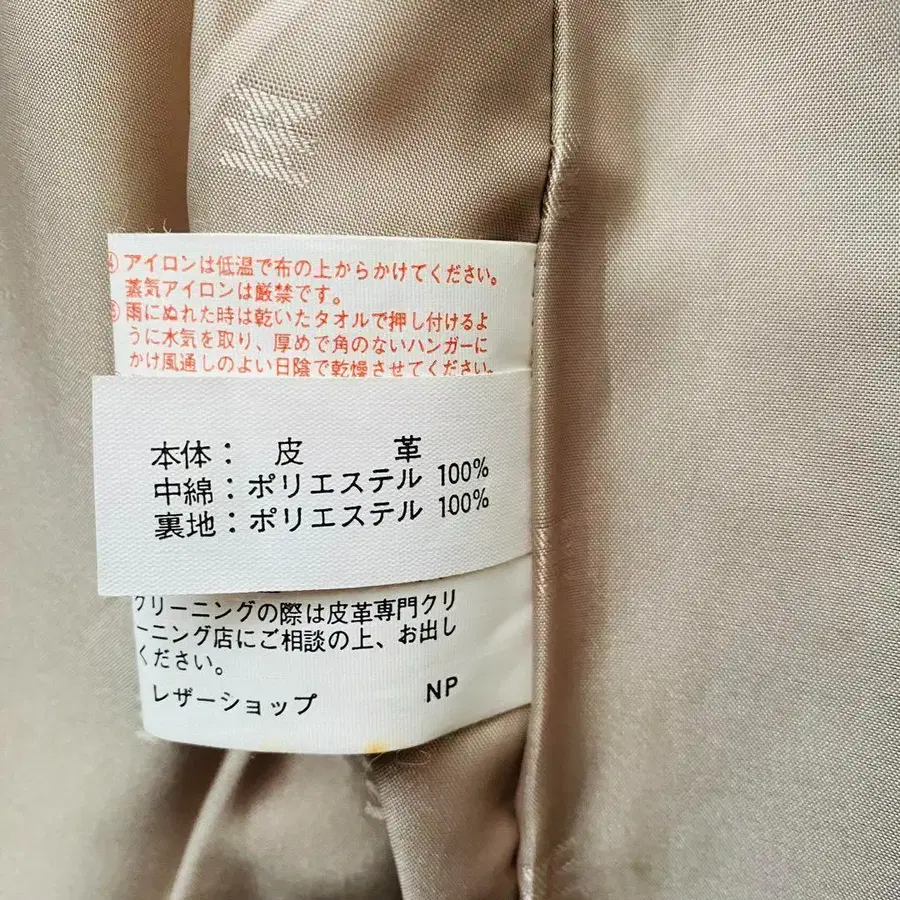 ④ アイロンは低温で布の上からかけてください。
蒸気アイロンは厳禁です。
⑤ 雨にぬれた時は乾いたタオルで押し付けるよ
うに水気を取り、厚めで角のないハンガーに
かけ風通しのよい日陰で乾燥させてください。
本体：　皮　　革
中綿：ポリエステル 100%
裏地：ポリエステル 100%
クリーニングの際は皮革専門クリ
ーニング店にご相談の上、お出し
ください。
レザーショップ　　NP